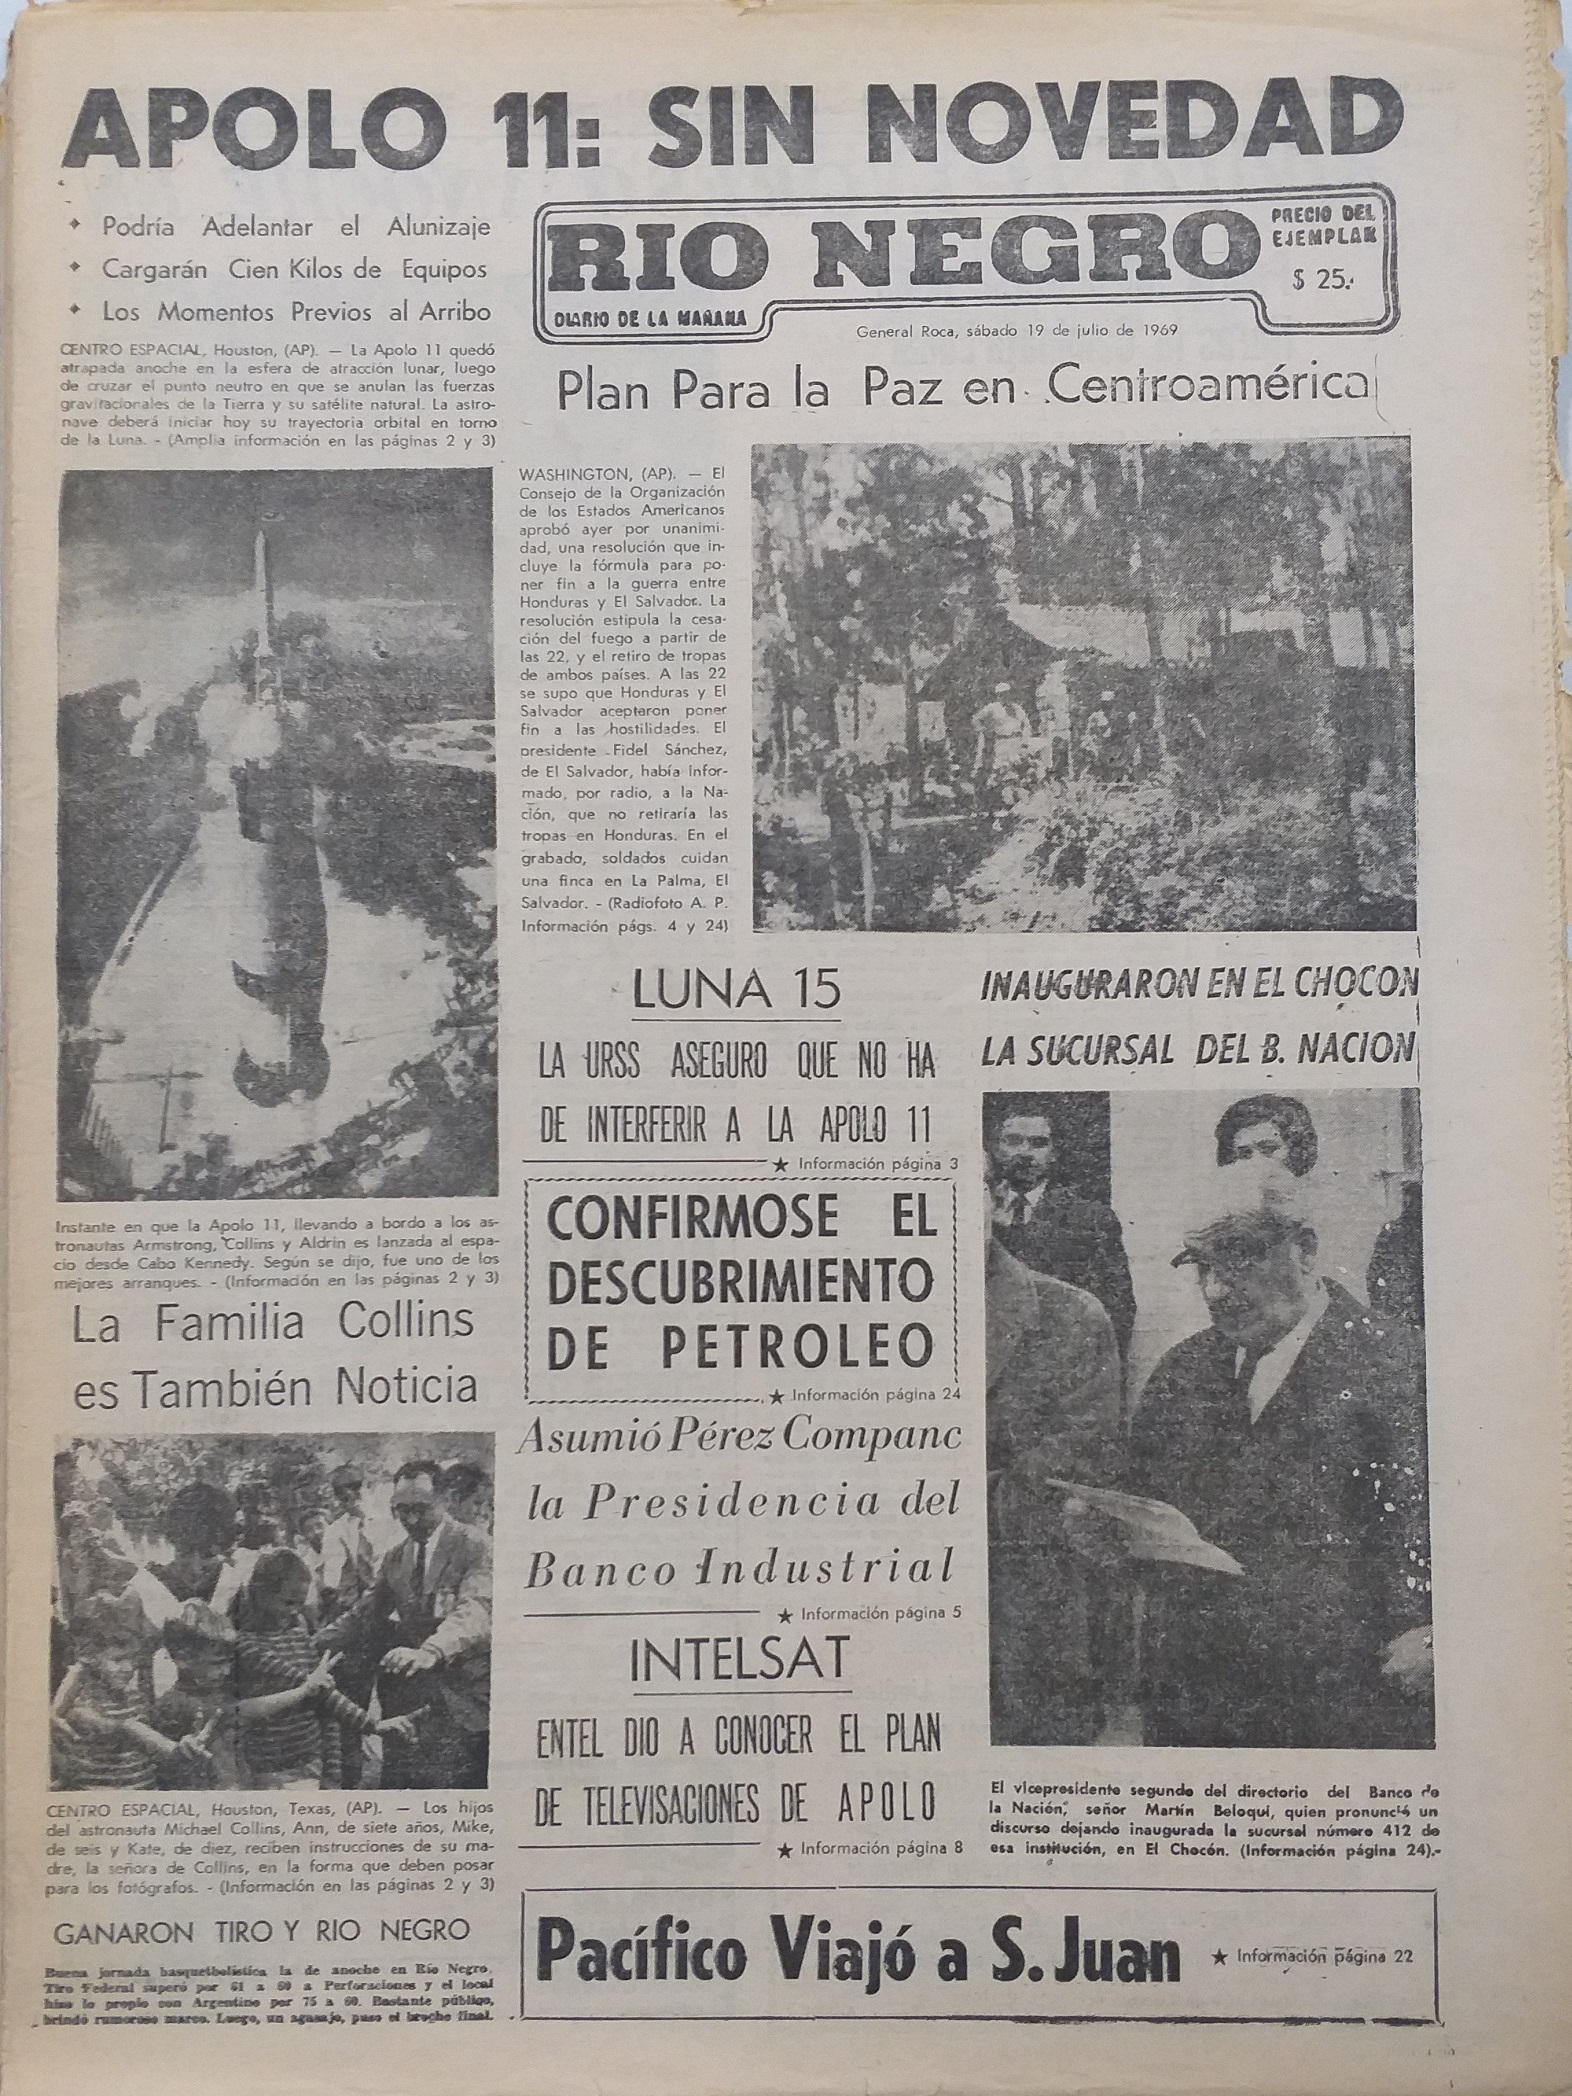 APOLO 11: SIN NOVEDAD
Podría Adelantar el Alunizaje
Cargarán Cien Kilos de Equipos
Los Momentos Previos al Arribo
CENTRO ESPACIAL, Houston, (AP). — La Apolo 11 quedó
atrapada anoche en la esfera de atracción lunar, luego
de cruzar el punto neutro en que se anulan las fuerzas
gravitacionales de la Tierra y su satélite natural. La astro-
nave deberá iniciar hoy su trayectoria orbital en torno
de la Luna. - (Amplia información en las páginas 2 y 3)
RIO NEGRO
PRECIO DEL
EJEMPLAR
$ 25.-
DIARIO DE LA MAÑANA
General Roca, sábado 19 de julio de 1969
Plan Para la Paz en Centroamérica
WASHINGTON, (AP). — El
Consejo de la Organización
de los Estados Americanos
aprobó ayer por unanimi-
dad, una resolución que in-
cluye la fórmula para po-
ner fin a la guerra entre
Honduras y El Salvador. La
resolución estipula la cesa-
ción del fuego a partir de
las 22, y el retiro de tropas
de ambos países. A las 22
se supo que Honduras y El
Salvador aceptaron poner
fin a las hostilidades. El
presidente Fidel Sánchez,
de El Salvador, había infor-
mado, por radio, a la Na-
ción, que no retiraría las
tropas en Honduras. En el
grabado, soldados cuidan
una finca en La Palma, El
Salvador. - (Radiofoto A. P.
Información págs. 4 y 24)
Instante en que la Apolo 11, llevando a bordo a los as-
tronautas Armstrong, Collins y Aldrin es lanzada al espa-
cio desde Cabo Kennedy. Según se dijo, fue uno de los
mejores arranques. - (Información en las páginas 2 y 3)
La Familia Collins
es También Noticia
CENTRO ESPACIAL, Houston, Texas, (AP). — Los hijos
del astronauta Michael Collins, Ann, de siete años, Mike,
de seis y Kate, de diez, reciben instrucciones de su ma-
dre, la señora de Collins, en la forma que deben posar
para los fotógrafos. - (Información en las páginas 2 y 3)
GANARON TIRO Y RIO NEGRO
Buena jornada basquetbolística la de anoche en Río Negro.
Tiro Federal superó por 61 a 60 a Perforaciones y el local
hizo lo propio con Argentino por 75 a 60. Bastante público,
brindó rumoroso marco. Luego, un agasajo, puso el broche final.
LUNA 15
LA URSS ASEGURO QUE NO HA
DE INTERFERIR A LA APOLO 11
★ Información página 3
CONFIRMOSE EL
DESCUBRIMIENTO
DE PETROLEO
★ Información página 24
Asumió Pérez Companc
la Presidencia del
Banco Industrial
★ Información página 5
INTELSAT
ENTEL DIO A CONOCER EL PLAN
DE TELEVISACIONES DE APOLO
★ Información página 8
INAUGURARON EN EL CHOCON
LA SUCURSAL DEL B. NACION
El vicepresidente segundo del directorio del Banco de
la Nación, señor Martín Beloqui, quien pronunció un
discurso dejando inaugurada la sucursal número 412 de
esa institución, en El Chocón. (Información página 24).-
Pacífico Viajó a S. Juan ★ Información página 22